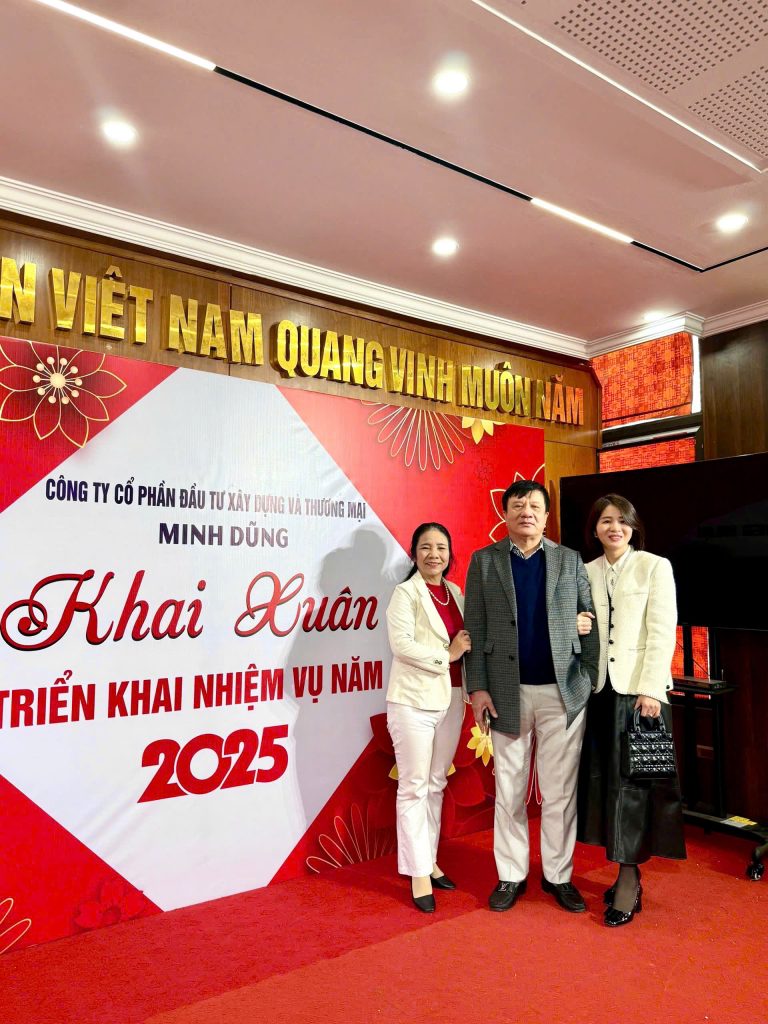 VIỆT NAM QUANG VINH MUÔN NĂM
CÔNG TY CỔ PHẦN ĐẦU TƯ XÂY DỰNG VÀ THƯƠNG MẠI
MINH DŨNG
Khai Xuân
TRIỂN KHAI NHIỆM VỤ NĂM
2025